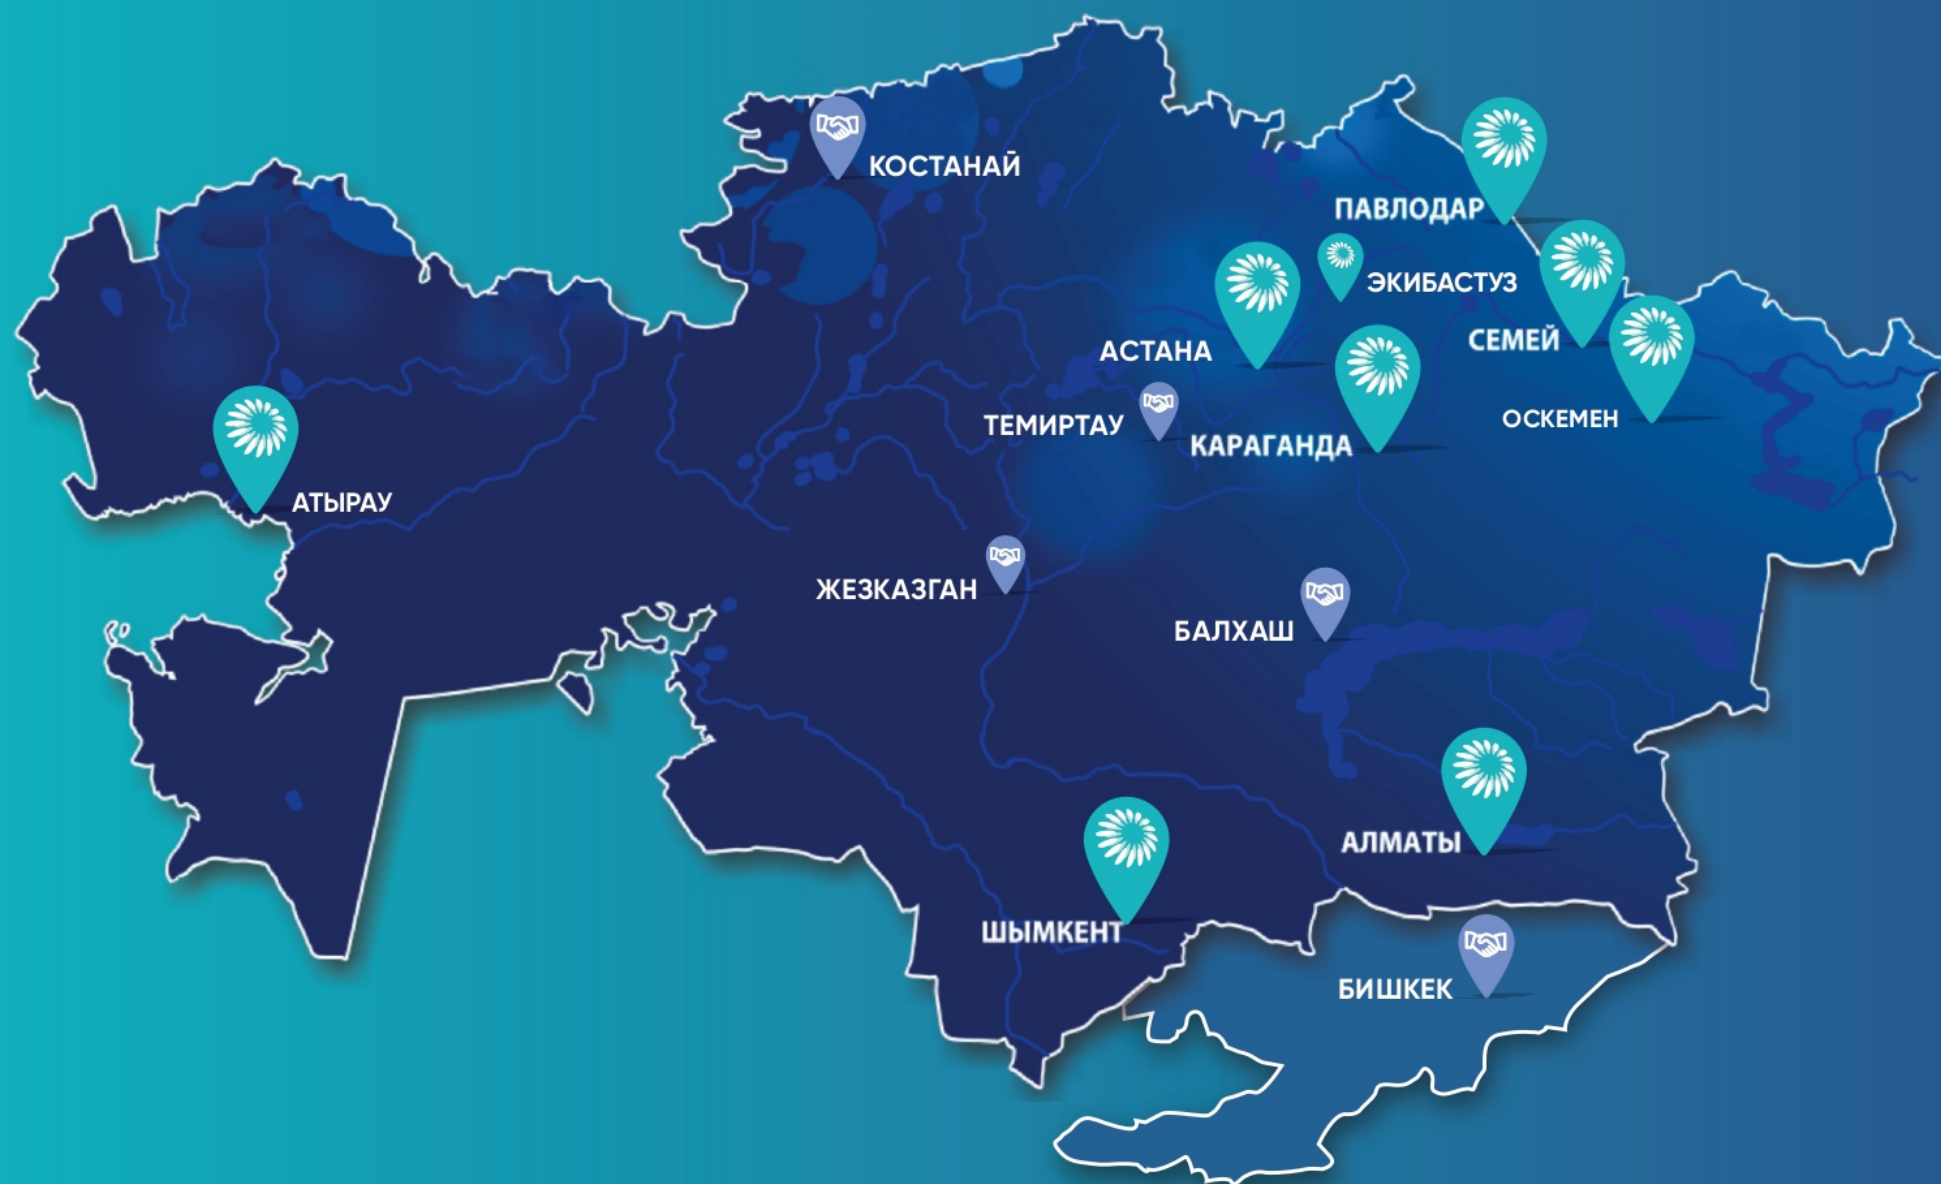 КОСТАНАЙ
ПАВЛОДАР
ЭКИБАСТУЗ
СЕМЕЙ
АСТАНА
ОСКЕМЕН
ТЕМИРТАУ
КАРАГАНДА
АТЫРАУ
ЖЕЗКАЗГАН
БАЛХАШ
АЛМАТЫ
ШЫМКЕНТ
БИШКЕК